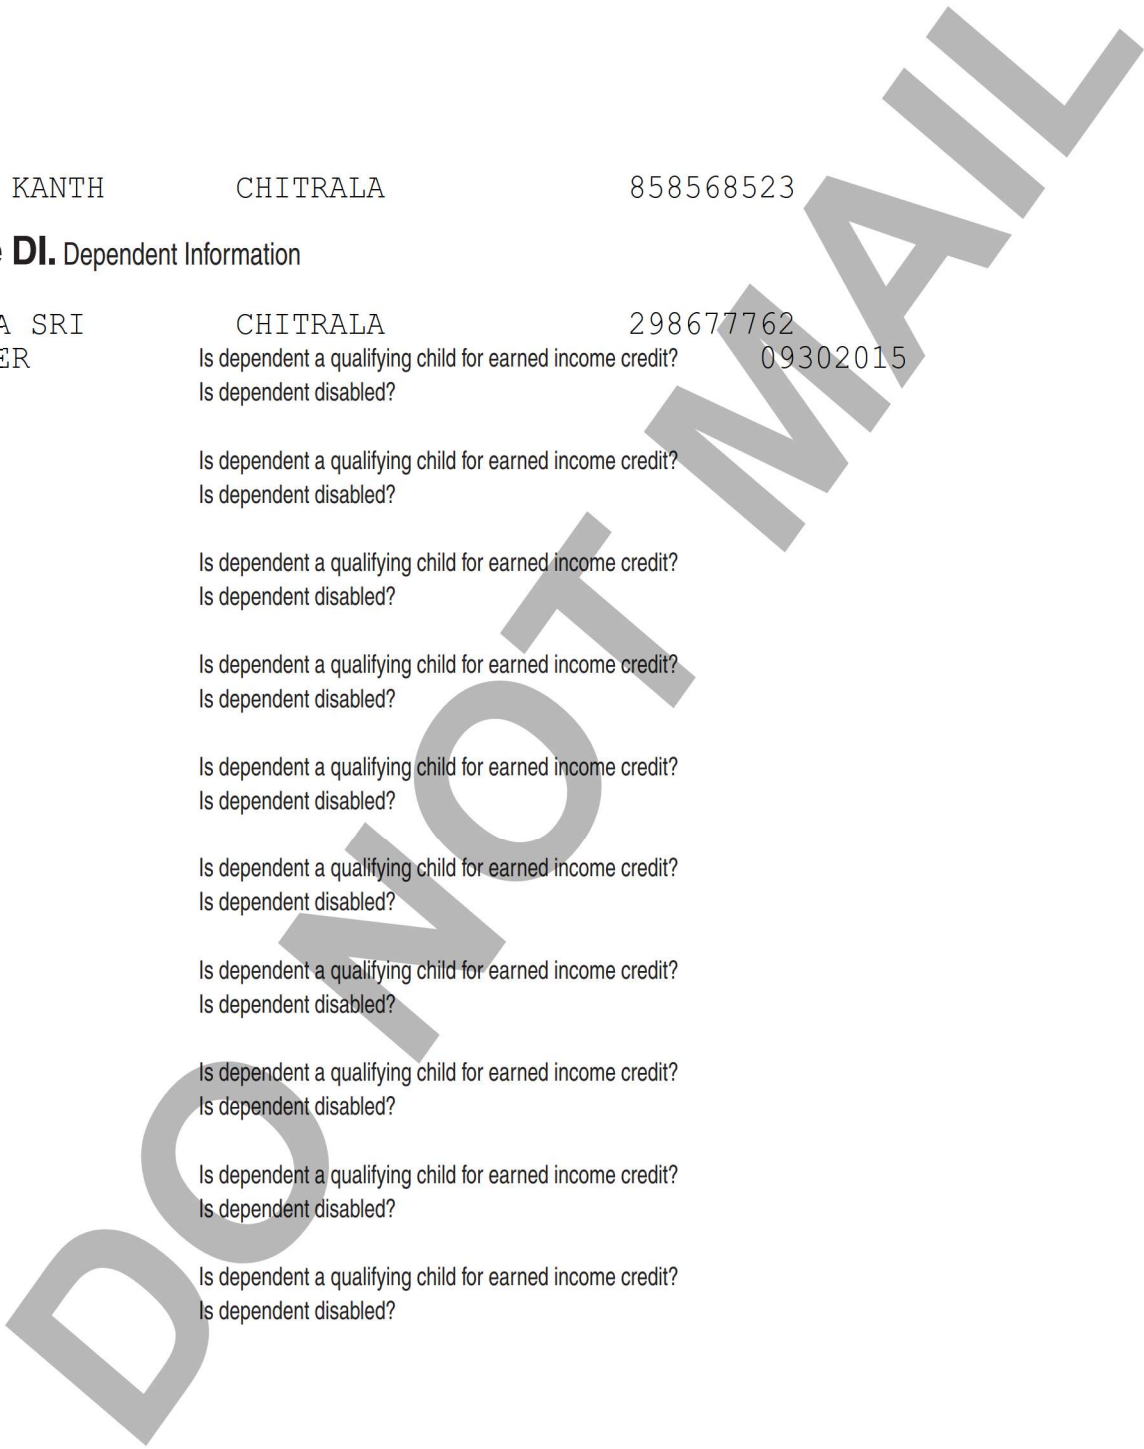 KANTH CHITRALA 858568523
DI. Dependent Information
A SRI CHITRALA 298677762
ER Is dependent a qualifying child for earned income credit? 09302015
Is dependent disabled?
Is dependent a qualifying child for earned income credit?
Is dependent disabled?
Is dependent a qualifying child for earned income credit?
Is dependent disabled?
Is dependent a qualifying child for earned income credit?
Is dependent disabled?
Is dependent a qualifying child for earned income credit?
Is dependent disabled?
Is dependent a qualifying child for earned income credit?
Is dependent disabled?
Is dependent a qualifying child for earned income credit?
Is dependent disabled?
Is dependent a qualifying child for earned income credit?
Is dependent disabled?
Is dependent a qualifying child for earned income credit?
Is dependent disabled?
Is dependent a qualifying child for earned income credit?
Is dependent disabled?
DO NOT MAIL